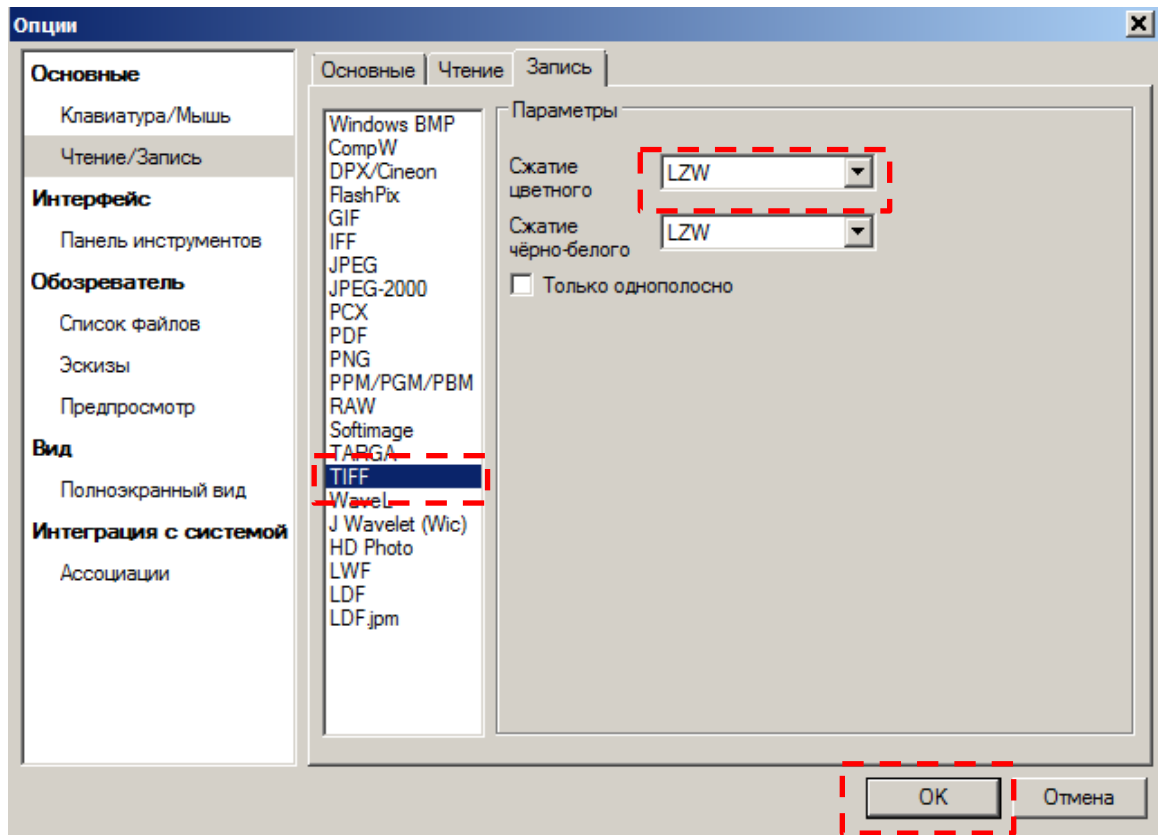 Опции
Основные
Клавиатура/Мышь
Чтение/Запись
Интерфейс
Панель инструментов
Обозреватель
Список файлов
Эскизы
Предпросмотр
Вид
Полноэкранный вид
Интеграция с системой
Ассоциации
Основные Чтение Запись
Windows BMP
CompW
DPX/Cineon
FlashPix
GIF
IFF
JPEG
JPEG-2000
PCX
PDF
PNG
PPM/PGM/PBM
RAW
Softimage
TARGA
TIFF
WaveL
J Wavelet (Wic)
HD Photo
LWF
LDF
LDF.jpm
Параметры
Сжатие
цветного
LZW
Сжатие
чёрно-белого
LZW
Только однополосно
OK
Отмена